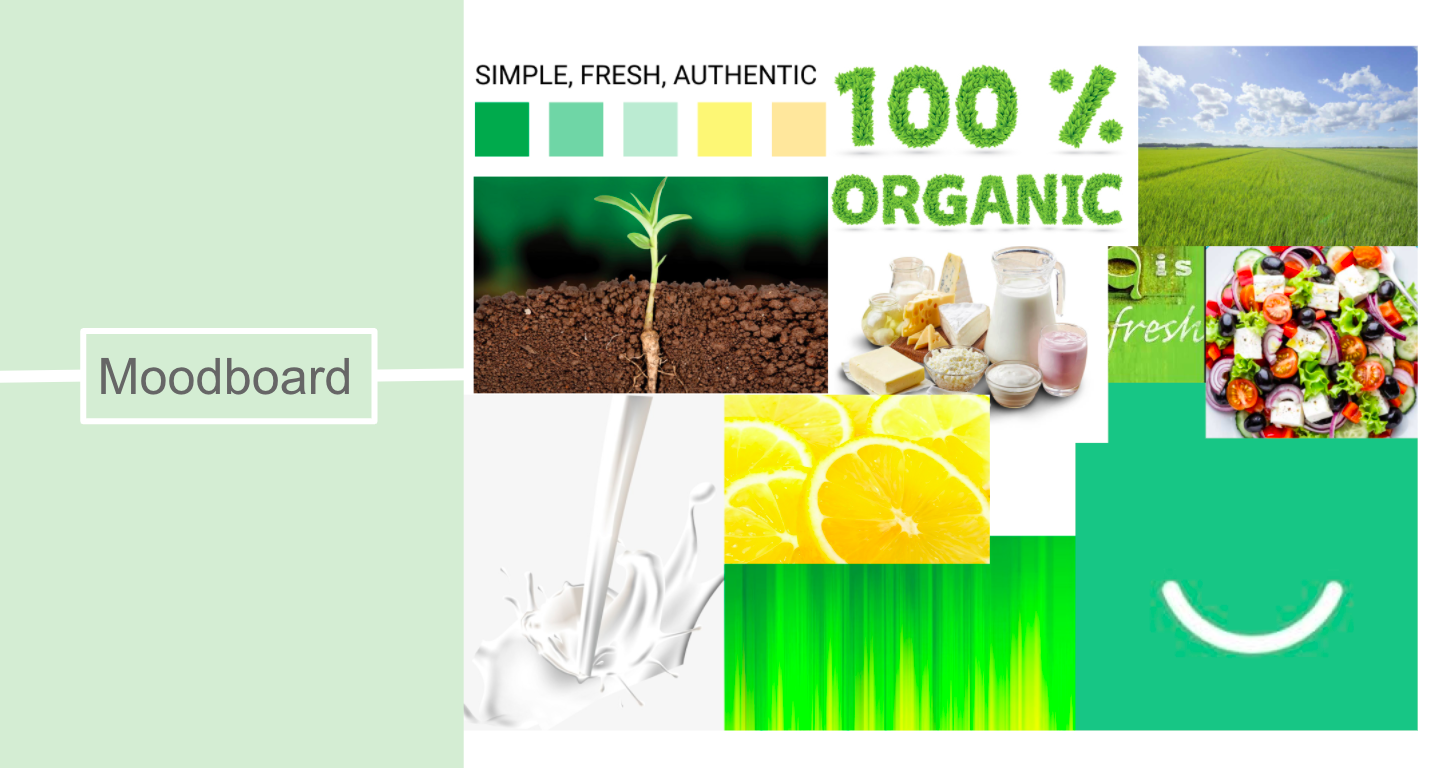 Moodboard
SIMPLE, FRESH, AUTHENTIC
100 %
ORGANIC
is
fresh